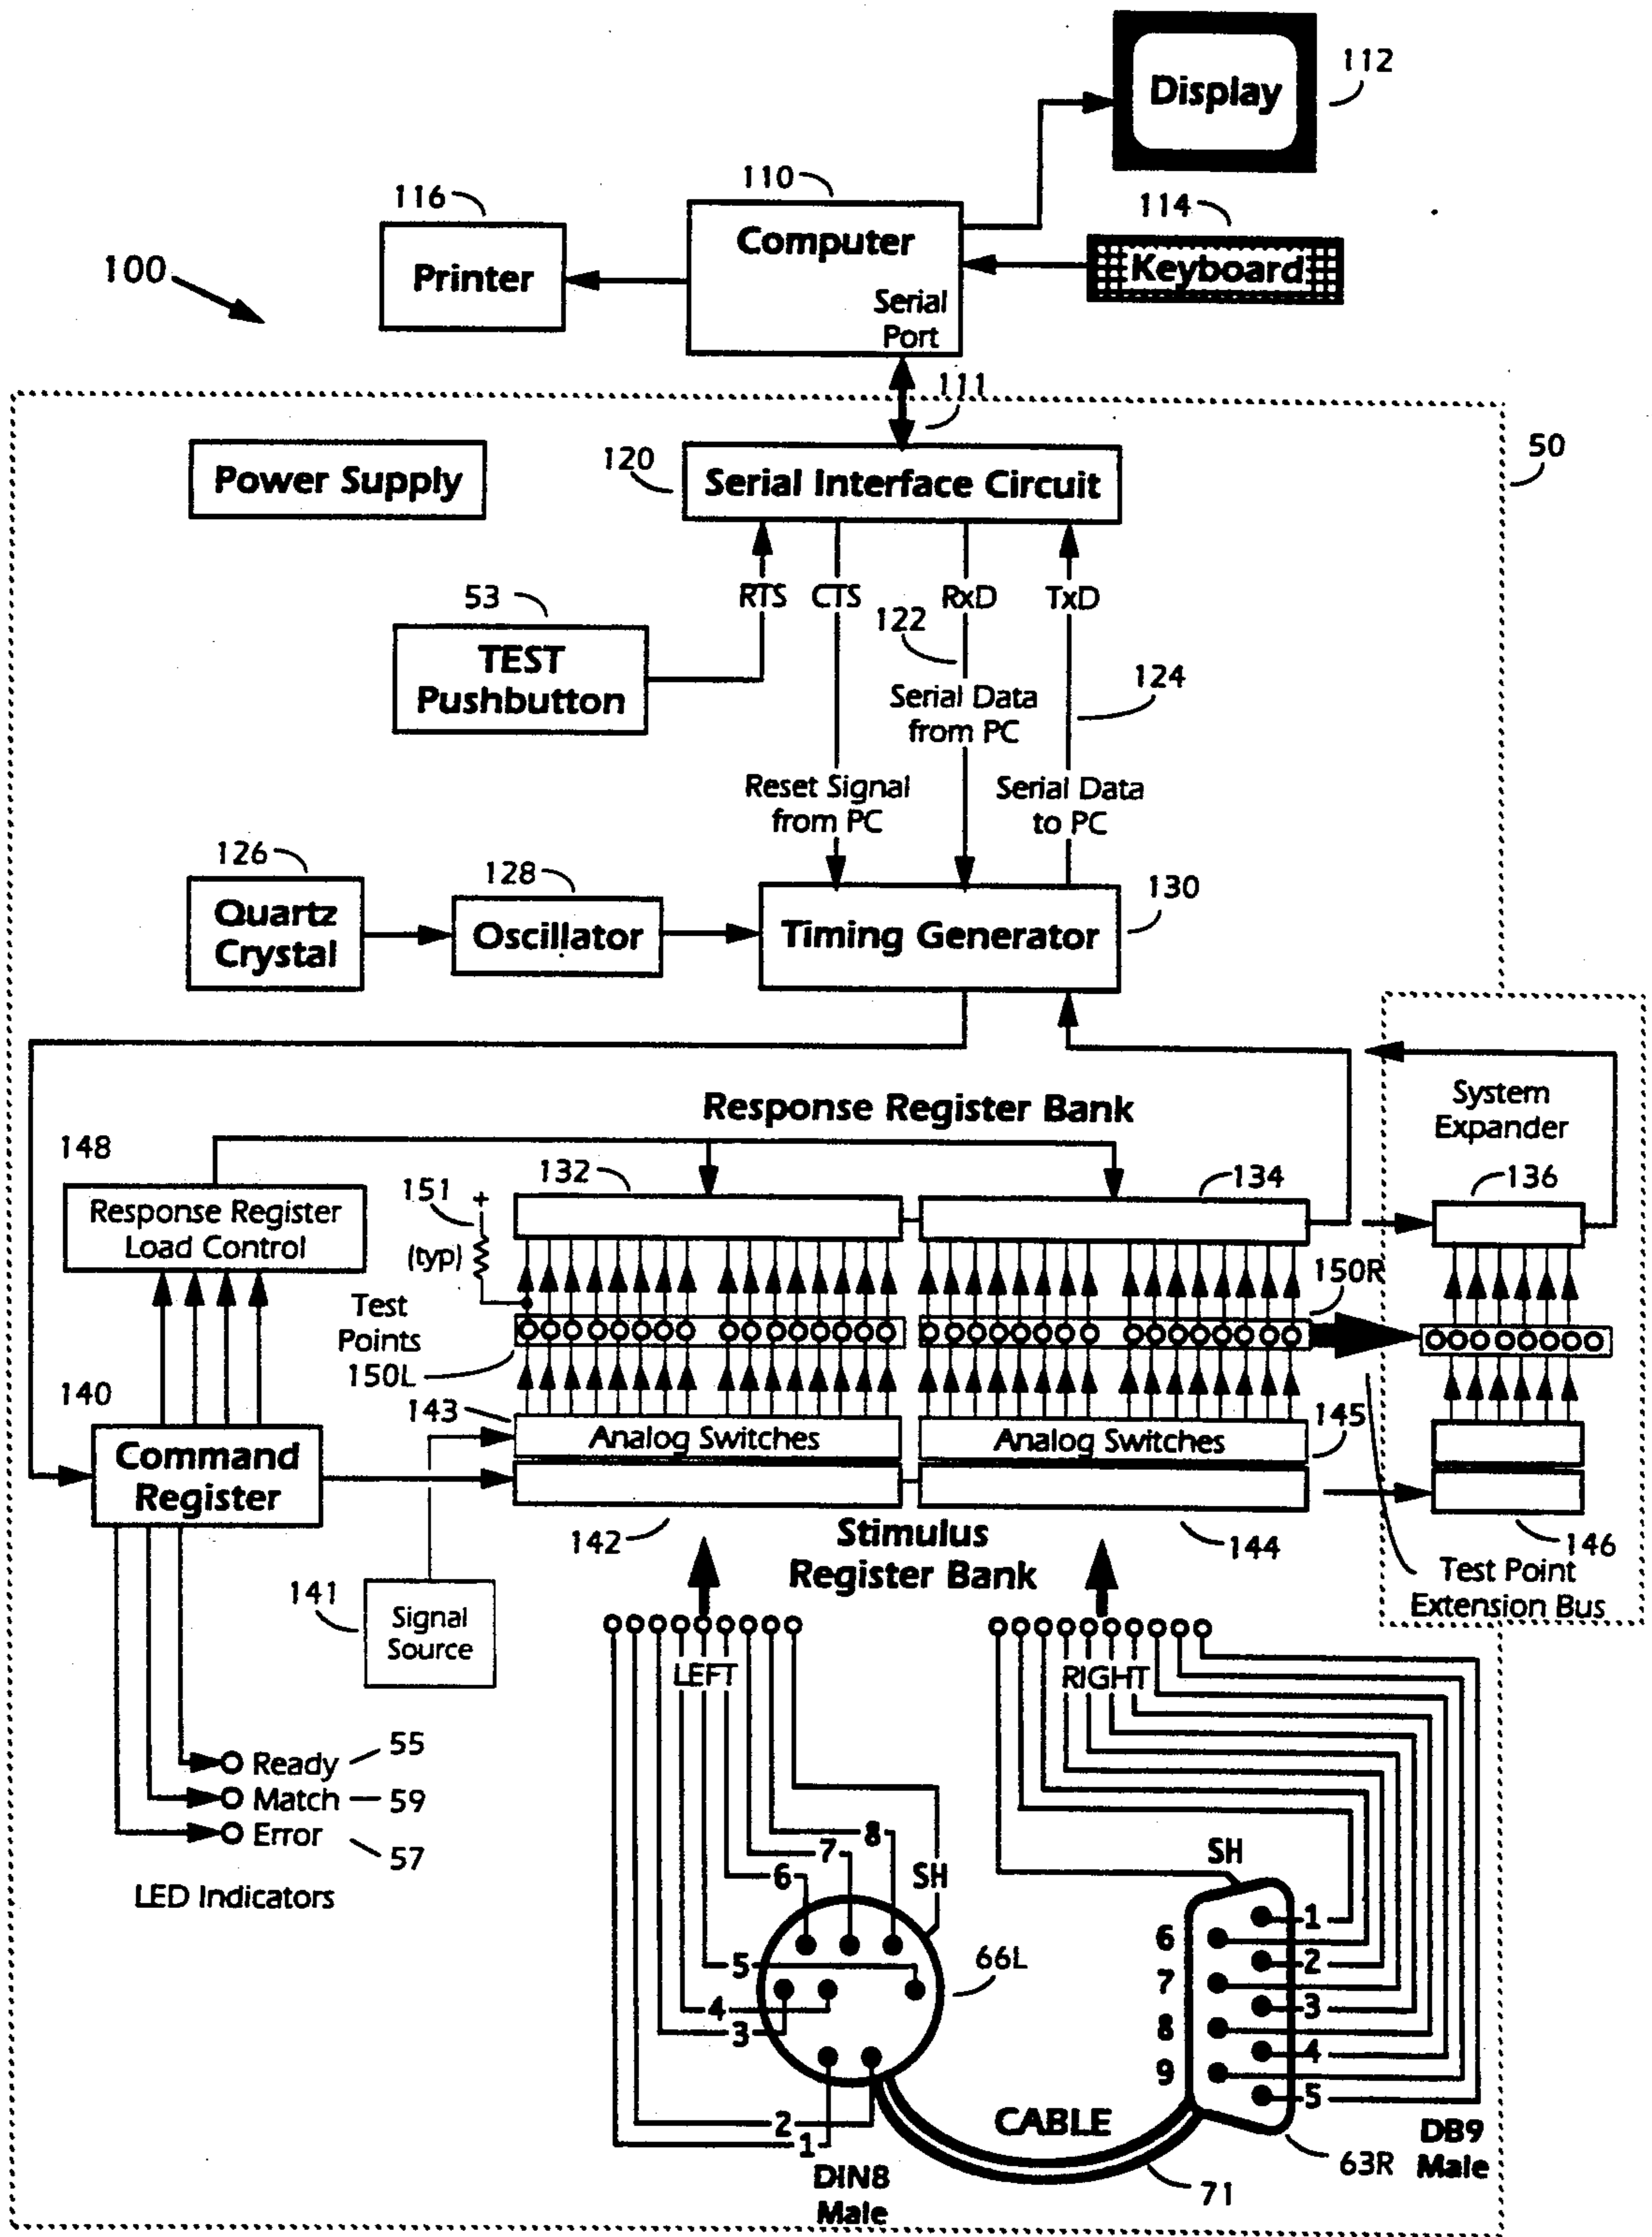 112
Display
110
116
114
Computer
Printer
Keyboard
100
Serial
Port
111
50
Power Supply
120
Serial Interface Circuit
RTS
CTS
RxD
TxD
53
122
TEST
Pushbutton
124
Serial Data
from PC
Reset Signal
from PC
Serial Data
to PC
126
128
130
Quartz
Crystal
Oscillator
Timing Generator
System
Expander
Response Register Bank
148
132
134
136
151
+
(typ)
Response Register
Load Control
150R
Test
Points
150L
140
143
145
Command
Register
Analog Switches
Analog Switches
142
Stimulus
Register Bank
144
146
141
Signal
Source
Test Point
Extension Bus
LEFT
RIGHT
Ready
55
Match
59
Error
57
LED Indicators
8
7
6
SH
SH
5
4
3
66L
1
6
2
7
3
8
4
9
5
2
1
CABLE
DIN8
Male
71
63R
DB9
Male